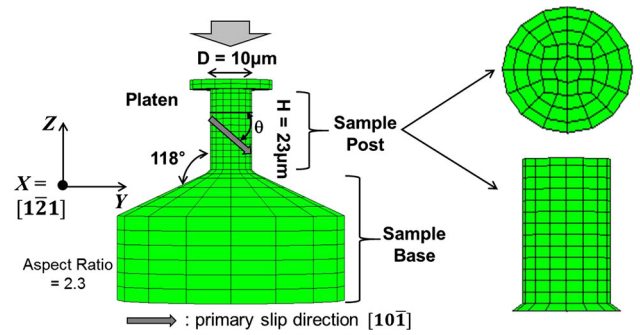 D = 10μm
Platen
Z
θ
H = 23μm
Sample
Post
118°
X =
[12̄1]
Y
Sample
Base
Aspect Ratio
= 2.3
: primary slip direction [101̄]